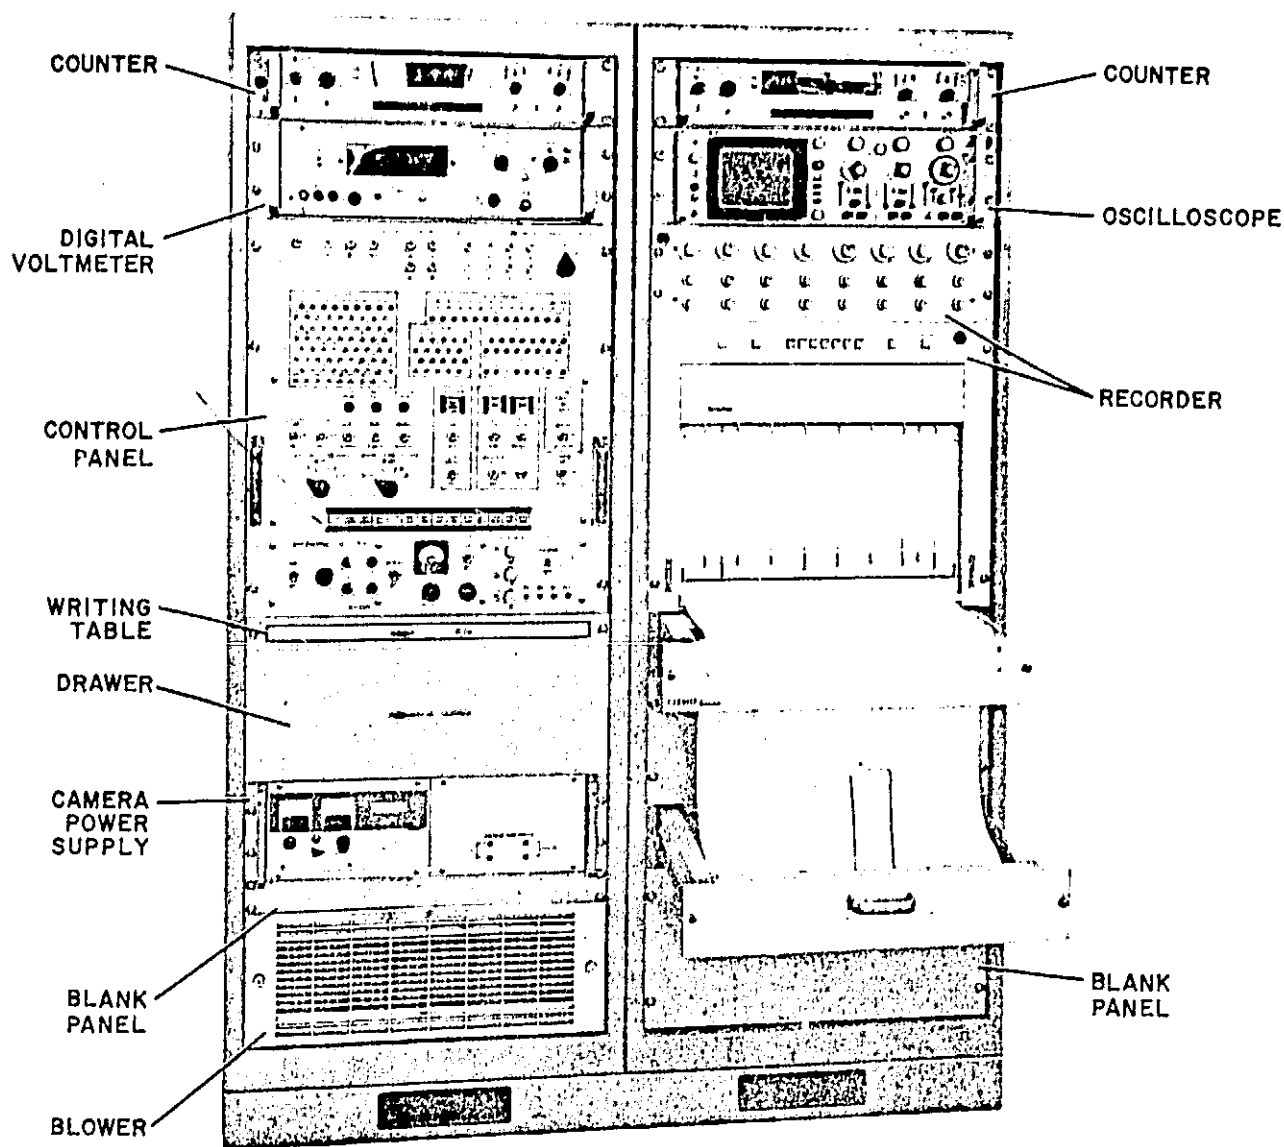 COUNTER
DIGITAL
VOLTMETER
CONTROL
PANEL
WRITING
TABLE
DRAWER
CAMERA
POWER
SUPPLY
BLANK
PANEL
BLOWER
COUNTER
OSCILLOSCOPE
RECORDER
BLANK
PANEL